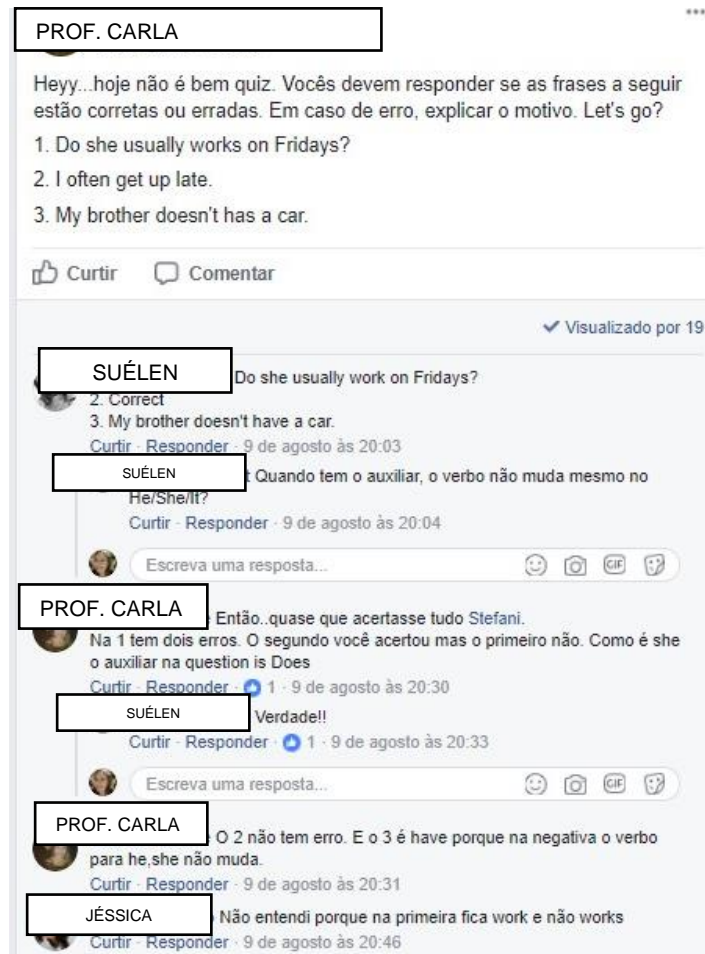 PROF. CARLA
Heyy...hoje não é bem quiz. Vocês devem responder se as frases a seguir
estão corretas ou erradas. Em caso de erro, explicar o motivo. Let's go?
1. Do she usually works on Fridays?
2. I often get up late.
3. My brother doesn't has a car.
Curtir Comentar
Visualizado por 19
SUÉLEN Do she usually work on Fridays?
2. Correct
3. My brother doesn't have a car.
Curtir · Responder · 9 de agosto às 20:03
SUÉLEN t Quando tem o auxiliar, o verbo não muda mesmo no
He/She/It?
Curtir · Responder · 9 de agosto às 20:04
Escreva uma resposta... GIF
PROF. CARLA Então..quase que acertasse tudo Stefani.
Na 1 tem dois erros. O segundo você acertou mas o primeiro não. Como é she
o auxiliar na question is Does
Curtir · Responder · 1 · 9 de agosto às 20:30
SUÉLEN Verdade!!
Curtir · Responder · 1 · 9 de agosto às 20:33
Escreva uma resposta... GIF
PROF. CARLA O 2 não tem erro. E o 3 é have porque na negativa o verbo
para he,she não muda.
Curtir · Responder · 9 de agosto às 20:31
JÉSSICA Não entendi porque na primeira fica work e não works
Curtir · Responder · 9 de agosto às 20:46